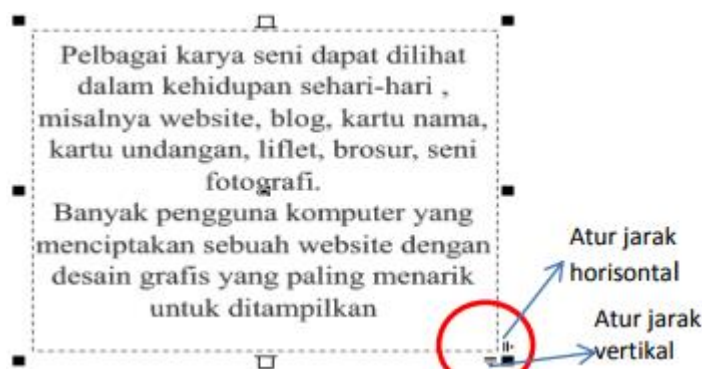 Pelbagai karya seni dapat dilihat
dalam kehidupan sehari-hari ,
misalnya website, blog, kartu nama,
kartu undangan, liflet, brosur, seni
fotografi.
Banyak pengguna komputer yang
menciptakan sebuah website dengan
desain grafis yang paling menarik
untuk ditampilkan
Atur jarak
horisontal
Atur jarak
vertikal